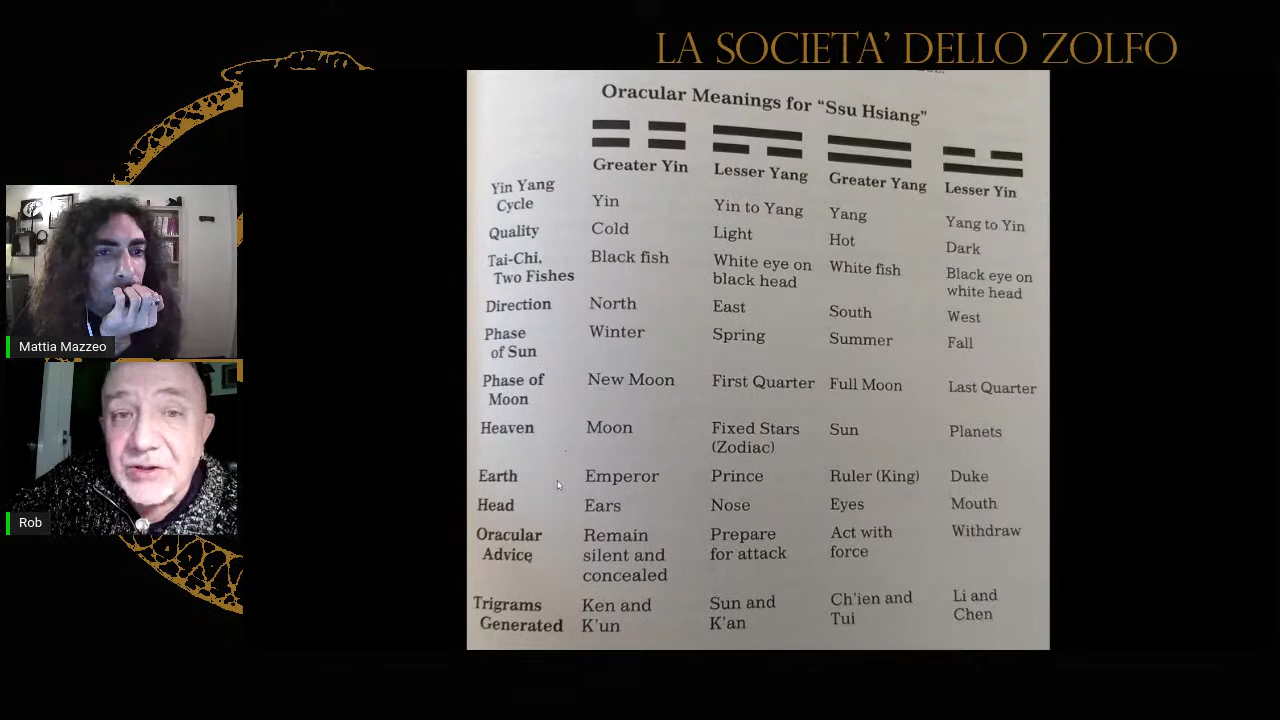 LA SOCIETA' DELLO ZOLFO
Oracular Meanings for "Ssu Hsiang"
Greater Yin Lesser Yang Greater Yang Lesser Yin
Yin Yang
Cycle
Yin Yin to Yang Yang Yang to Yin
Quality Cold Light Hot Dark
Tai-Chi,
Two Fishes
Black fish White eye on White fish Black eye on
black head white head
Direction North East South West
Phase
of Sun
Winter Spring Summer Fall
Phase of
Moon
New Moon First Quarter Full Moon Last Quarter
Heaven Moon Fixed Stars Sun Planets
(Zodiac)
Earth Emperor Prince Ruler (King) Duke
Head Ears Nose Eyes Mouth
Oracular
Advice
Remain Prepare Act with Withdraw
silent and for attack force
concealed
Trigrams
Generated
Ken and Sun and Ch'ien and Li and
K'un K'an Tui Chen
Mattia Mazzeo
Rob